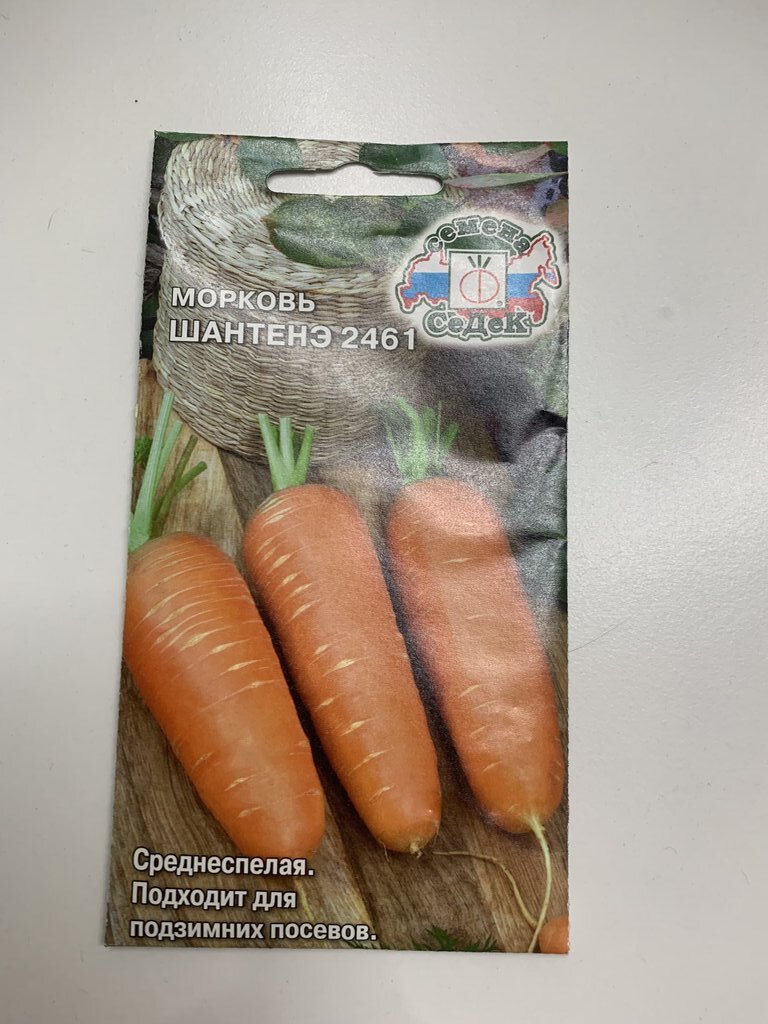 семена
СеДеК
МОРКОВЬ
ШАНТЕНЭ 2461
Среднеспелая.
Подходит для
подзимних посевов.